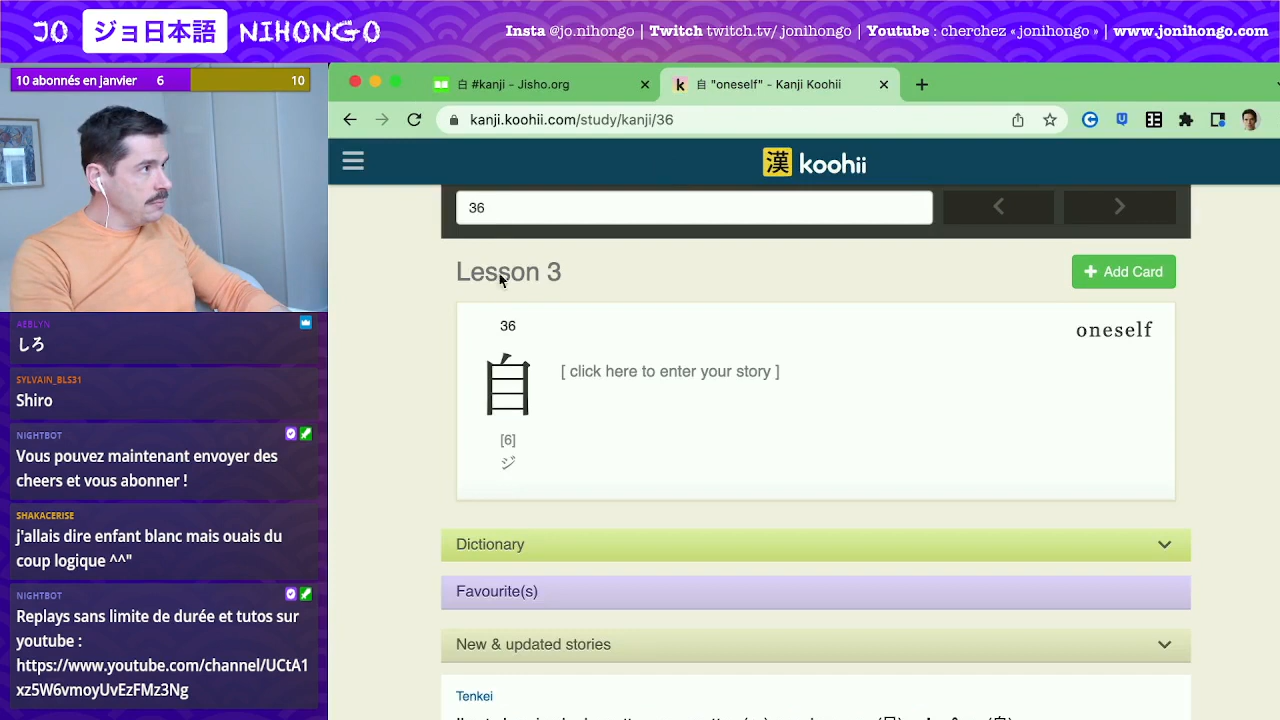 JO ジョ日本語 NIHONGO
Insta @jo.nihongo | Twitch twitch.tv/ jonihongo | Youtube : cherchez « jonihongo » | www.jonihongo.com
10 abonnés en janvier 6 10
白 #kanji - Jisho.org
自 "oneself" - Kanji Koohii
kanji.koohii.com/study/kanji/36
漢 koohii
36
Lesson 3
Add Card
36
oneself
自
[ click here to enter your story ]
[6]
ジ
Dictionary
Favourite(s)
New & updated stories
Tenkei
AEBLYN
しろ
SYLVAIN_BLS31
Shiro
NIGHTBOT
Vous pouvez maintenant envoyer des
cheers et vous abonner !
SHAKACERISE
j'allais dire enfant blanc mais ouais du
coup logique ^^"
NIGHTBOT
Replays sans limite de durée et tutos sur
youtube :
https://www.youtube.com/channel/UCtA1
xz5W6vmoyUvEzFMz3Ng